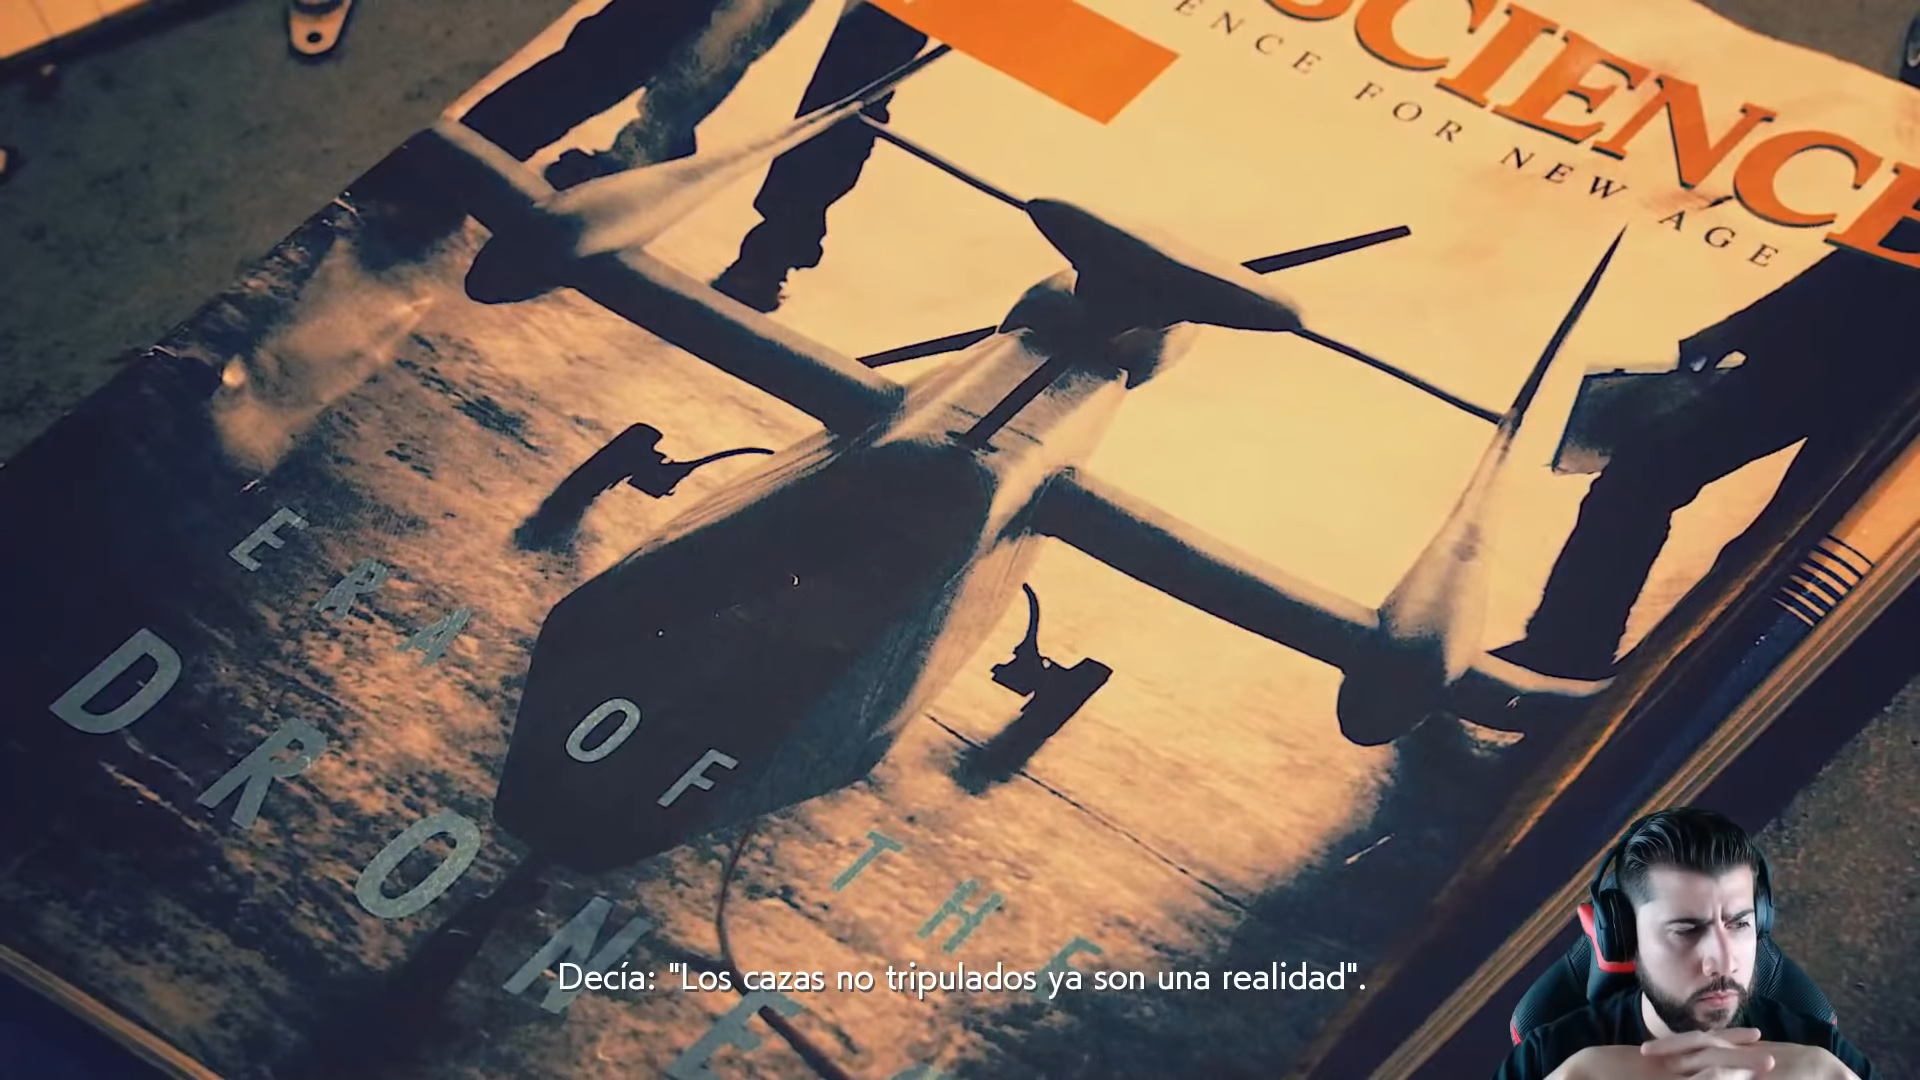 SCIENCE
ENCE FOR NEW AGE
ERA
OF
THE
DRONE
Decía: "Los cazas no tripulados ya son una realidad".